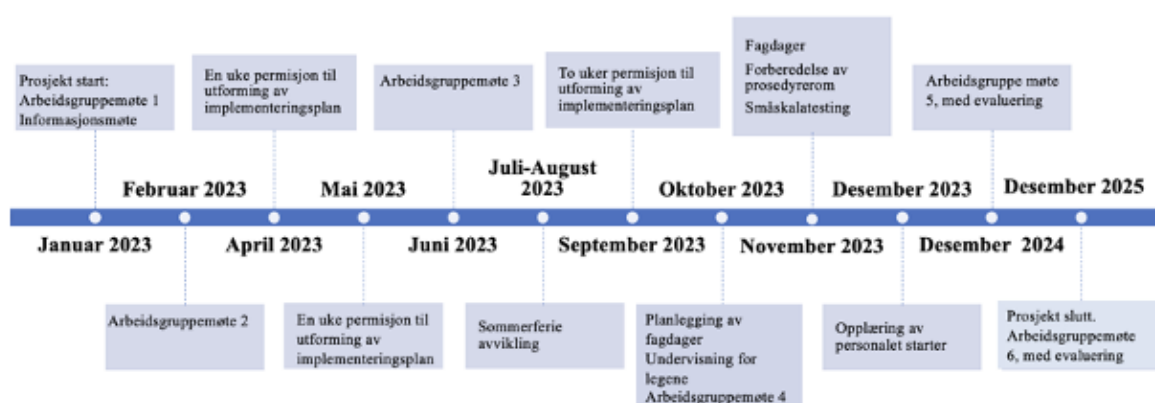 Prosjekt start:
Arbeidsgruppemøte 1
Informasjonsmøte
En uke permisjon til
utforming av
implementeringsplan
Arbeidsgruppemøte 3
To uker permisjon til
utforming av
implementeringsplan
Fagdager
Forberedelse av
prosedyrerom
Småskalatesting
Arbeidsgruppe møte
5, med evaluering
Februar 2023
Mai 2023
Juli-August
2023
Oktober 2023
Desember 2023
Desember 2025
Januar 2023
April 2023
Juni 2023
September 2023
November 2023
Desember 2024
Arbeidsgruppemøte 2
En uke permisjon til
utforming av
implementeringsplan
Sommerferie
avvikling
Planlegging av
fagdager
Undervisning for
legene
Arbeidsgruppemøte 4
Opplæring av
personalet starter
Prosjekt slutt.
Arbeidsgruppemøte
6, med evaluering